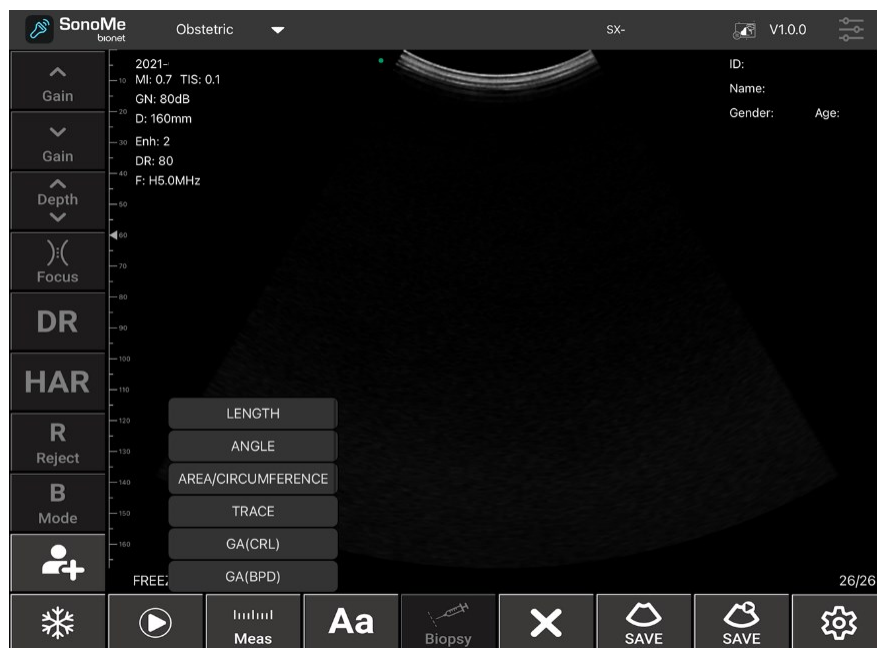 SonoMe
bionet
Obstetric
SX-
V1.0.0
Gain
Gain
Depth
Focus
DR
HAR
R
Reject
B
Mode
2021-
MI: 0.7 TIS: 0.1
GN: 80dB
D: 160mm
Enh: 2
DR: 80
F: H5.0MHz
10
20
30
40
50
60
70
80
90
100
110
120
130
140
150
160
ID:
Name:
Gender: Age:
LENGTH
ANGLE
AREA/CIRCUMFERENCE
TRACE
GA(CRL)
GA(BPD)
FREEZ
26/26
Meas
Aa
Biopsy
SAVE
SAVE